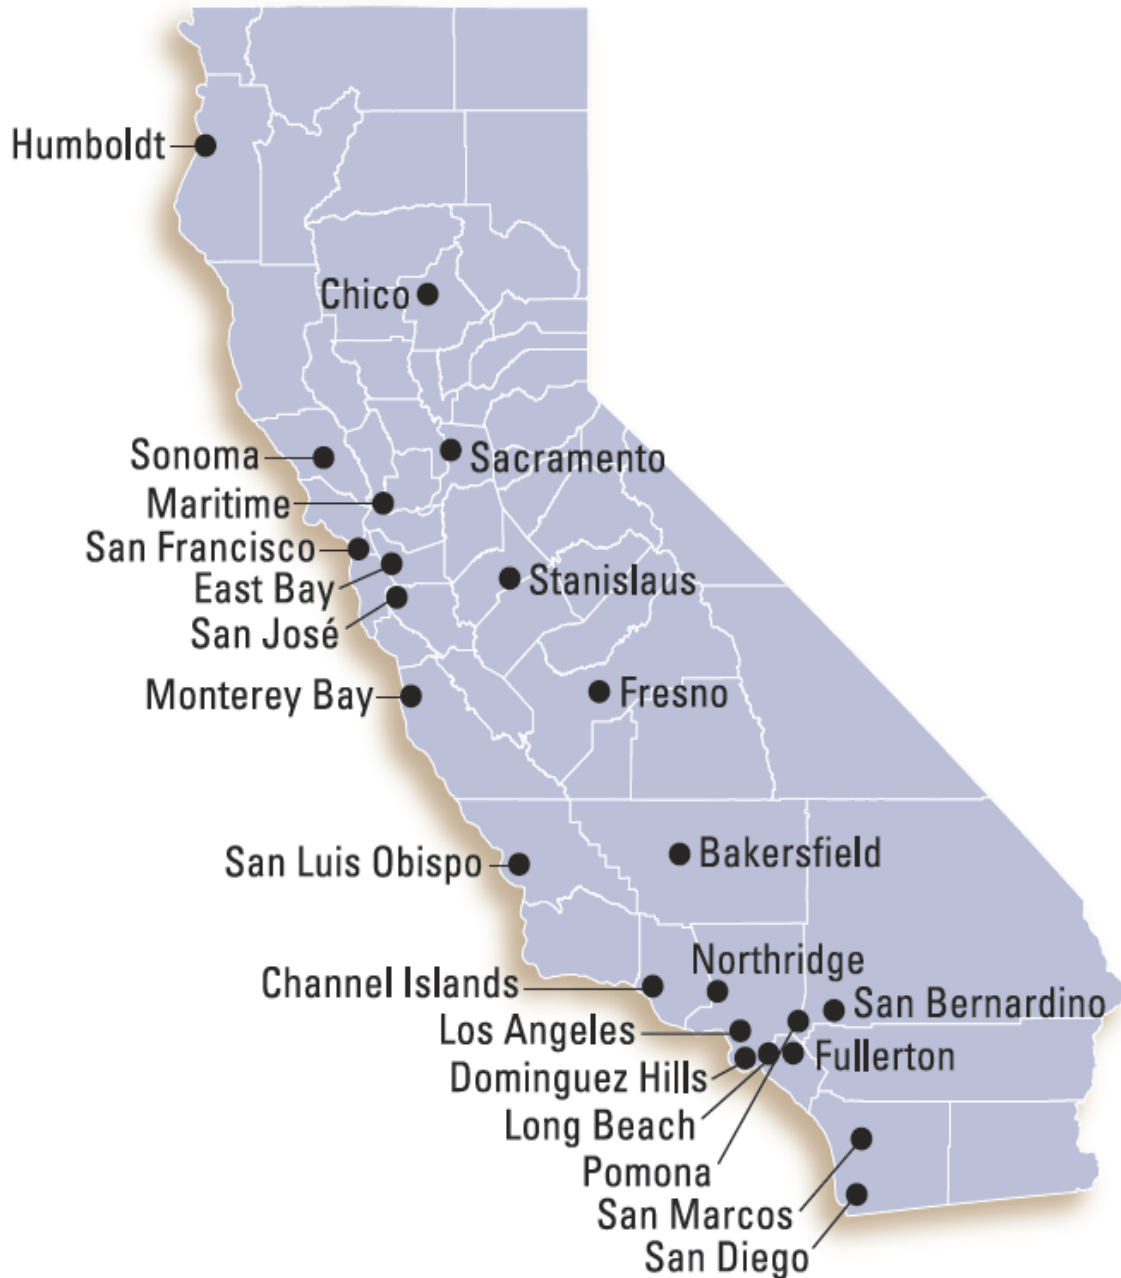 Humboldt
Chico
Sonoma
Sacramento
Maritime
San Francisco
East Bay
Stanislaus
San José
Monterey Bay
Fresno
San Luis Obispo
Bakersfield
Northridge
Channel Islands
San Bernardino
Los Angeles
Fullerton
Dominguez Hills
Long Beach
Pomona
San Marcos
San Diego